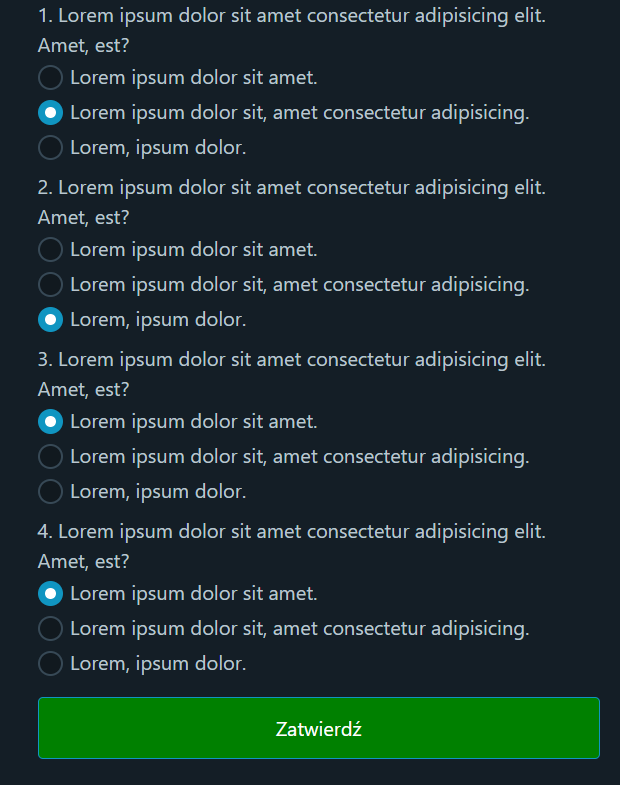 1. Lorem ipsum dolor sit amet consectetur adipisicing elit.
Amet, est?
Lorem ipsum dolor sit amet.
Lorem ipsum dolor sit, amet consectetur adipisicing.
Lorem, ipsum dolor.
2. Lorem ipsum dolor sit amet consectetur adipisicing elit.
Amet, est?
Lorem ipsum dolor sit amet.
Lorem ipsum dolor sit, amet consectetur adipisicing.
Lorem, ipsum dolor.
3. Lorem ipsum dolor sit amet consectetur adipisicing elit.
Amet, est?
Lorem ipsum dolor sit amet.
Lorem ipsum dolor sit, amet consectetur adipisicing.
Lorem, ipsum dolor.
4. Lorem ipsum dolor sit amet consectetur adipisicing elit.
Amet, est?
Lorem ipsum dolor sit amet.
Lorem ipsum dolor sit, amet consectetur adipisicing.
Lorem, ipsum dolor.
Zatwierdź